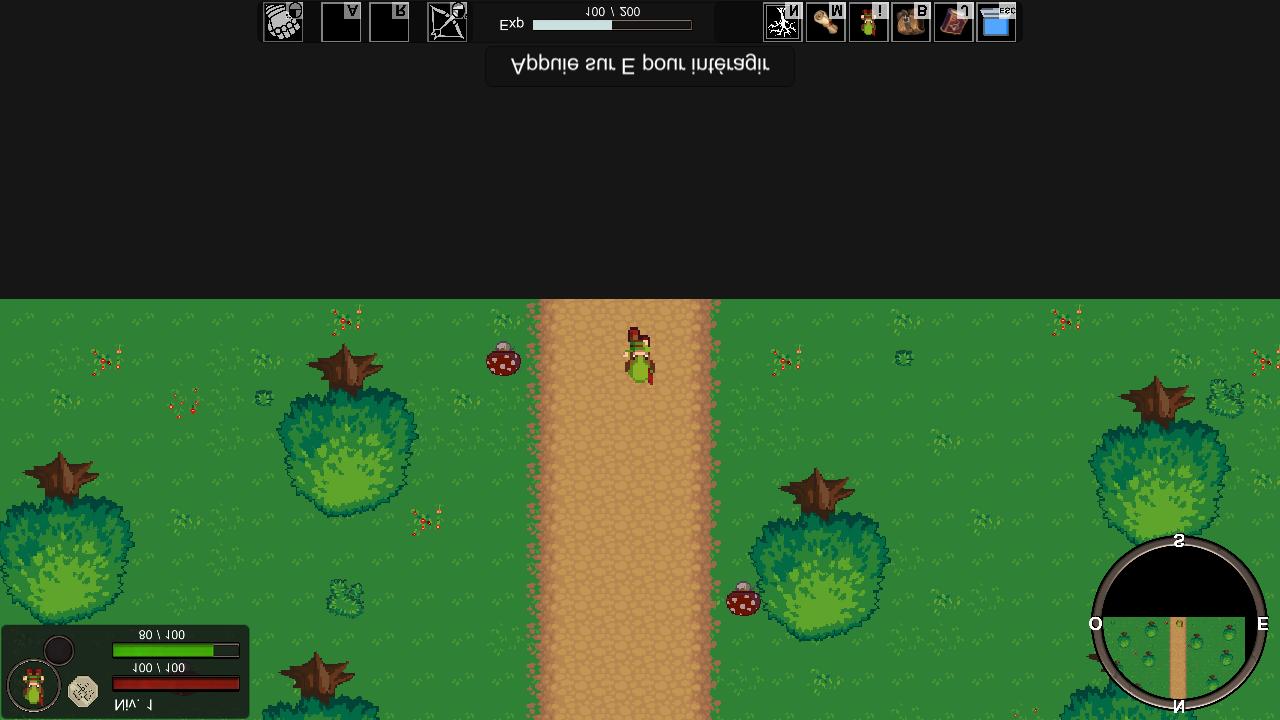 Niv. 1
100 / 100
80 / 100
N
O E
S
Appuie sur E pour intéragir
A R Exp 100 / 200 N M i B J ESC